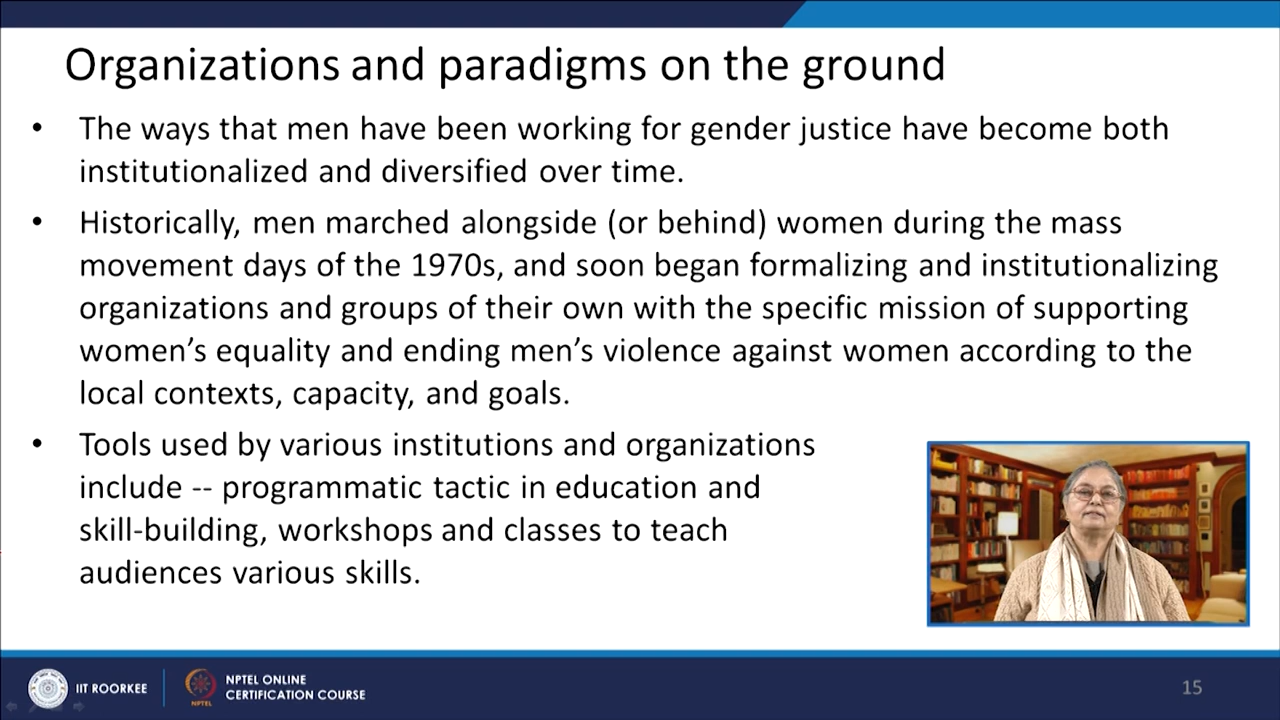 Organizations and paradigms on the ground
• The ways that men have been working for gender justice have become both
institutionalized and diversified over time.
• Historically, men marched alongside (or behind) women during the mass
movement days of the 1970s, and soon began formalizing and institutionalizing
organizations and groups of their own with the specific mission of supporting
women’s equality and ending men’s violence against women according to the
local contexts, capacity, and goals.
• Tools used by various institutions and organizations
include -- programmatic tactic in education and
skill-building, workshops and classes to teach
audiences various skills.
IIT ROORKEE
NPTEL
NPTEL ONLINE
CERTIFICATION COURSE
15